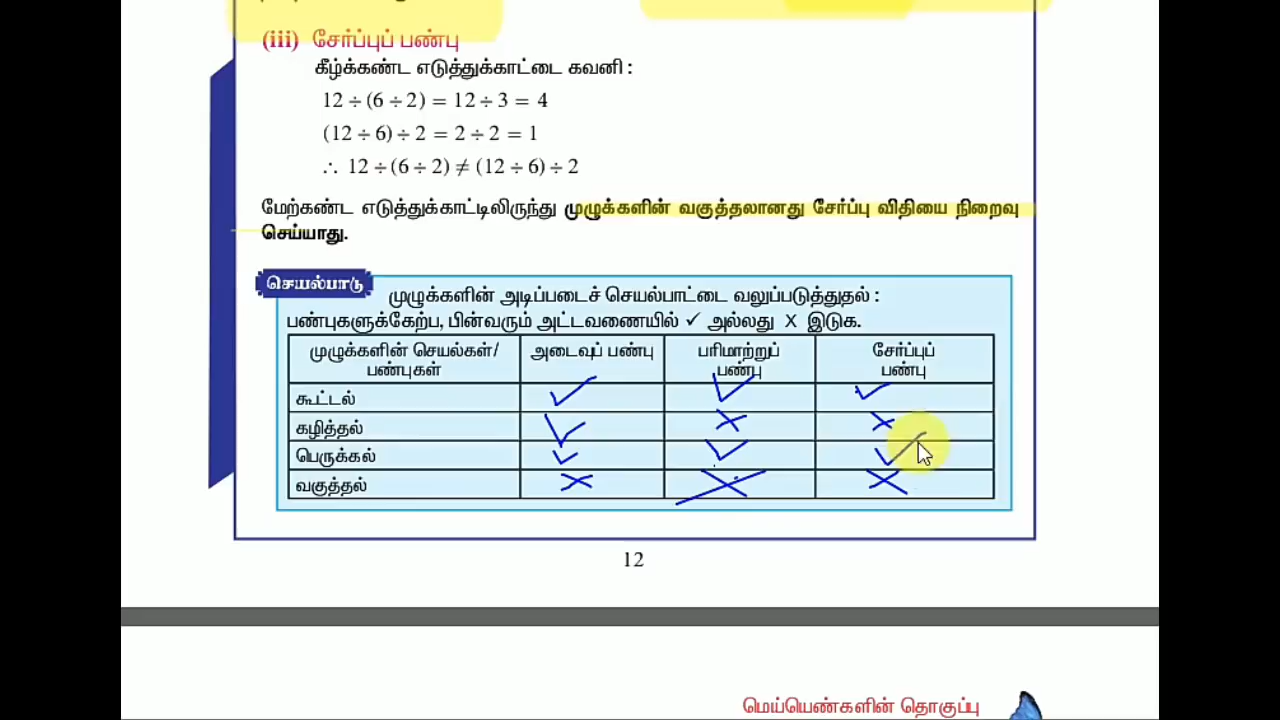 (iii) சேர்ப்புப் பண்பு
கீழ்க்கண்ட எடுத்துக்காட்டை கவனி :
12 ÷ (6 ÷ 2) = 12 ÷ 3 = 4
(12 ÷ 6) ÷ 2 = 2 ÷ 2 = 1
∴ 12 ÷ (6 ÷ 2) ≠ (12 ÷ 6) ÷ 2
மேற்கண்ட எடுத்துக்காட்டிலிருந்து முழுக்களின் வகுத்தலானது சேர்ப்பு விதியை நிறைவு
செய்யாது.
செயல்பாடு
முழுக்களின் அடிப்படைச் செயல்பாட்டை வலுப்படுத்துதல் :
பண்புகளுக்கேற்ப, பின்வரும் அட்டவணையில் ✓ அல்லது X இடுக.
முழுக்களின் செயல்கள்/ அடைவுப் பண்பு பரிமாற்றுப் சேர்ப்புப்
பண்புகள் பண்பு பண்பு
கூட்டல் ✓ ✓ ✓
கழித்தல் ✓ X X
பெருக்கல் ✓ ✓ ✓
வகுத்தல் X X X
12
மெய்யெண்களின் தொகுப்பு